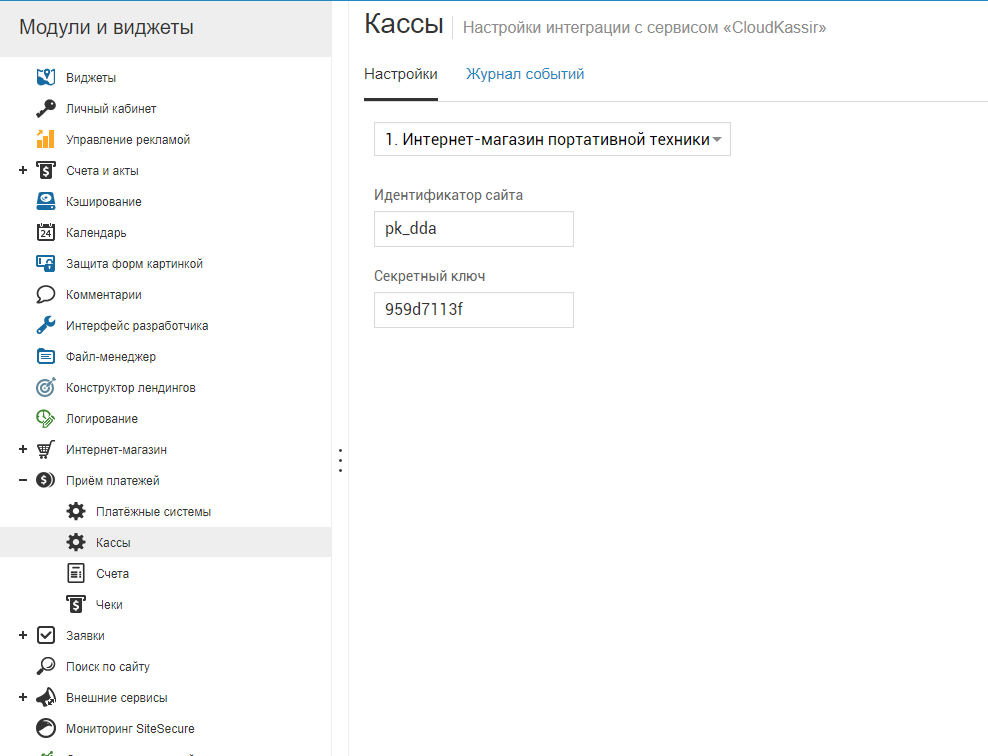 Модули и виджеты
Виджеты
Личный кабинет
Управление рекламой
Счета и акты
Кэширование
24
Календарь
Защита форм картинкой
Комментарии
Интерфейс разработчика
Файл-менеджер
Конструктор лендингов
Логирование
Интернет-магазин
Приём платежей
Платёжные системы
Кассы
Счета
Чеки
Заявки
Поиск по сайту
Внешние сервисы
Мониторинг SiteSecure
Кассы Настройки интеграции с сервисом «CloudKassir»
Настройки Журнал событий
1. Интернет-магазин портативной техники
Идентификатор сайта
pk_dda
Секретный ключ
959d7113f